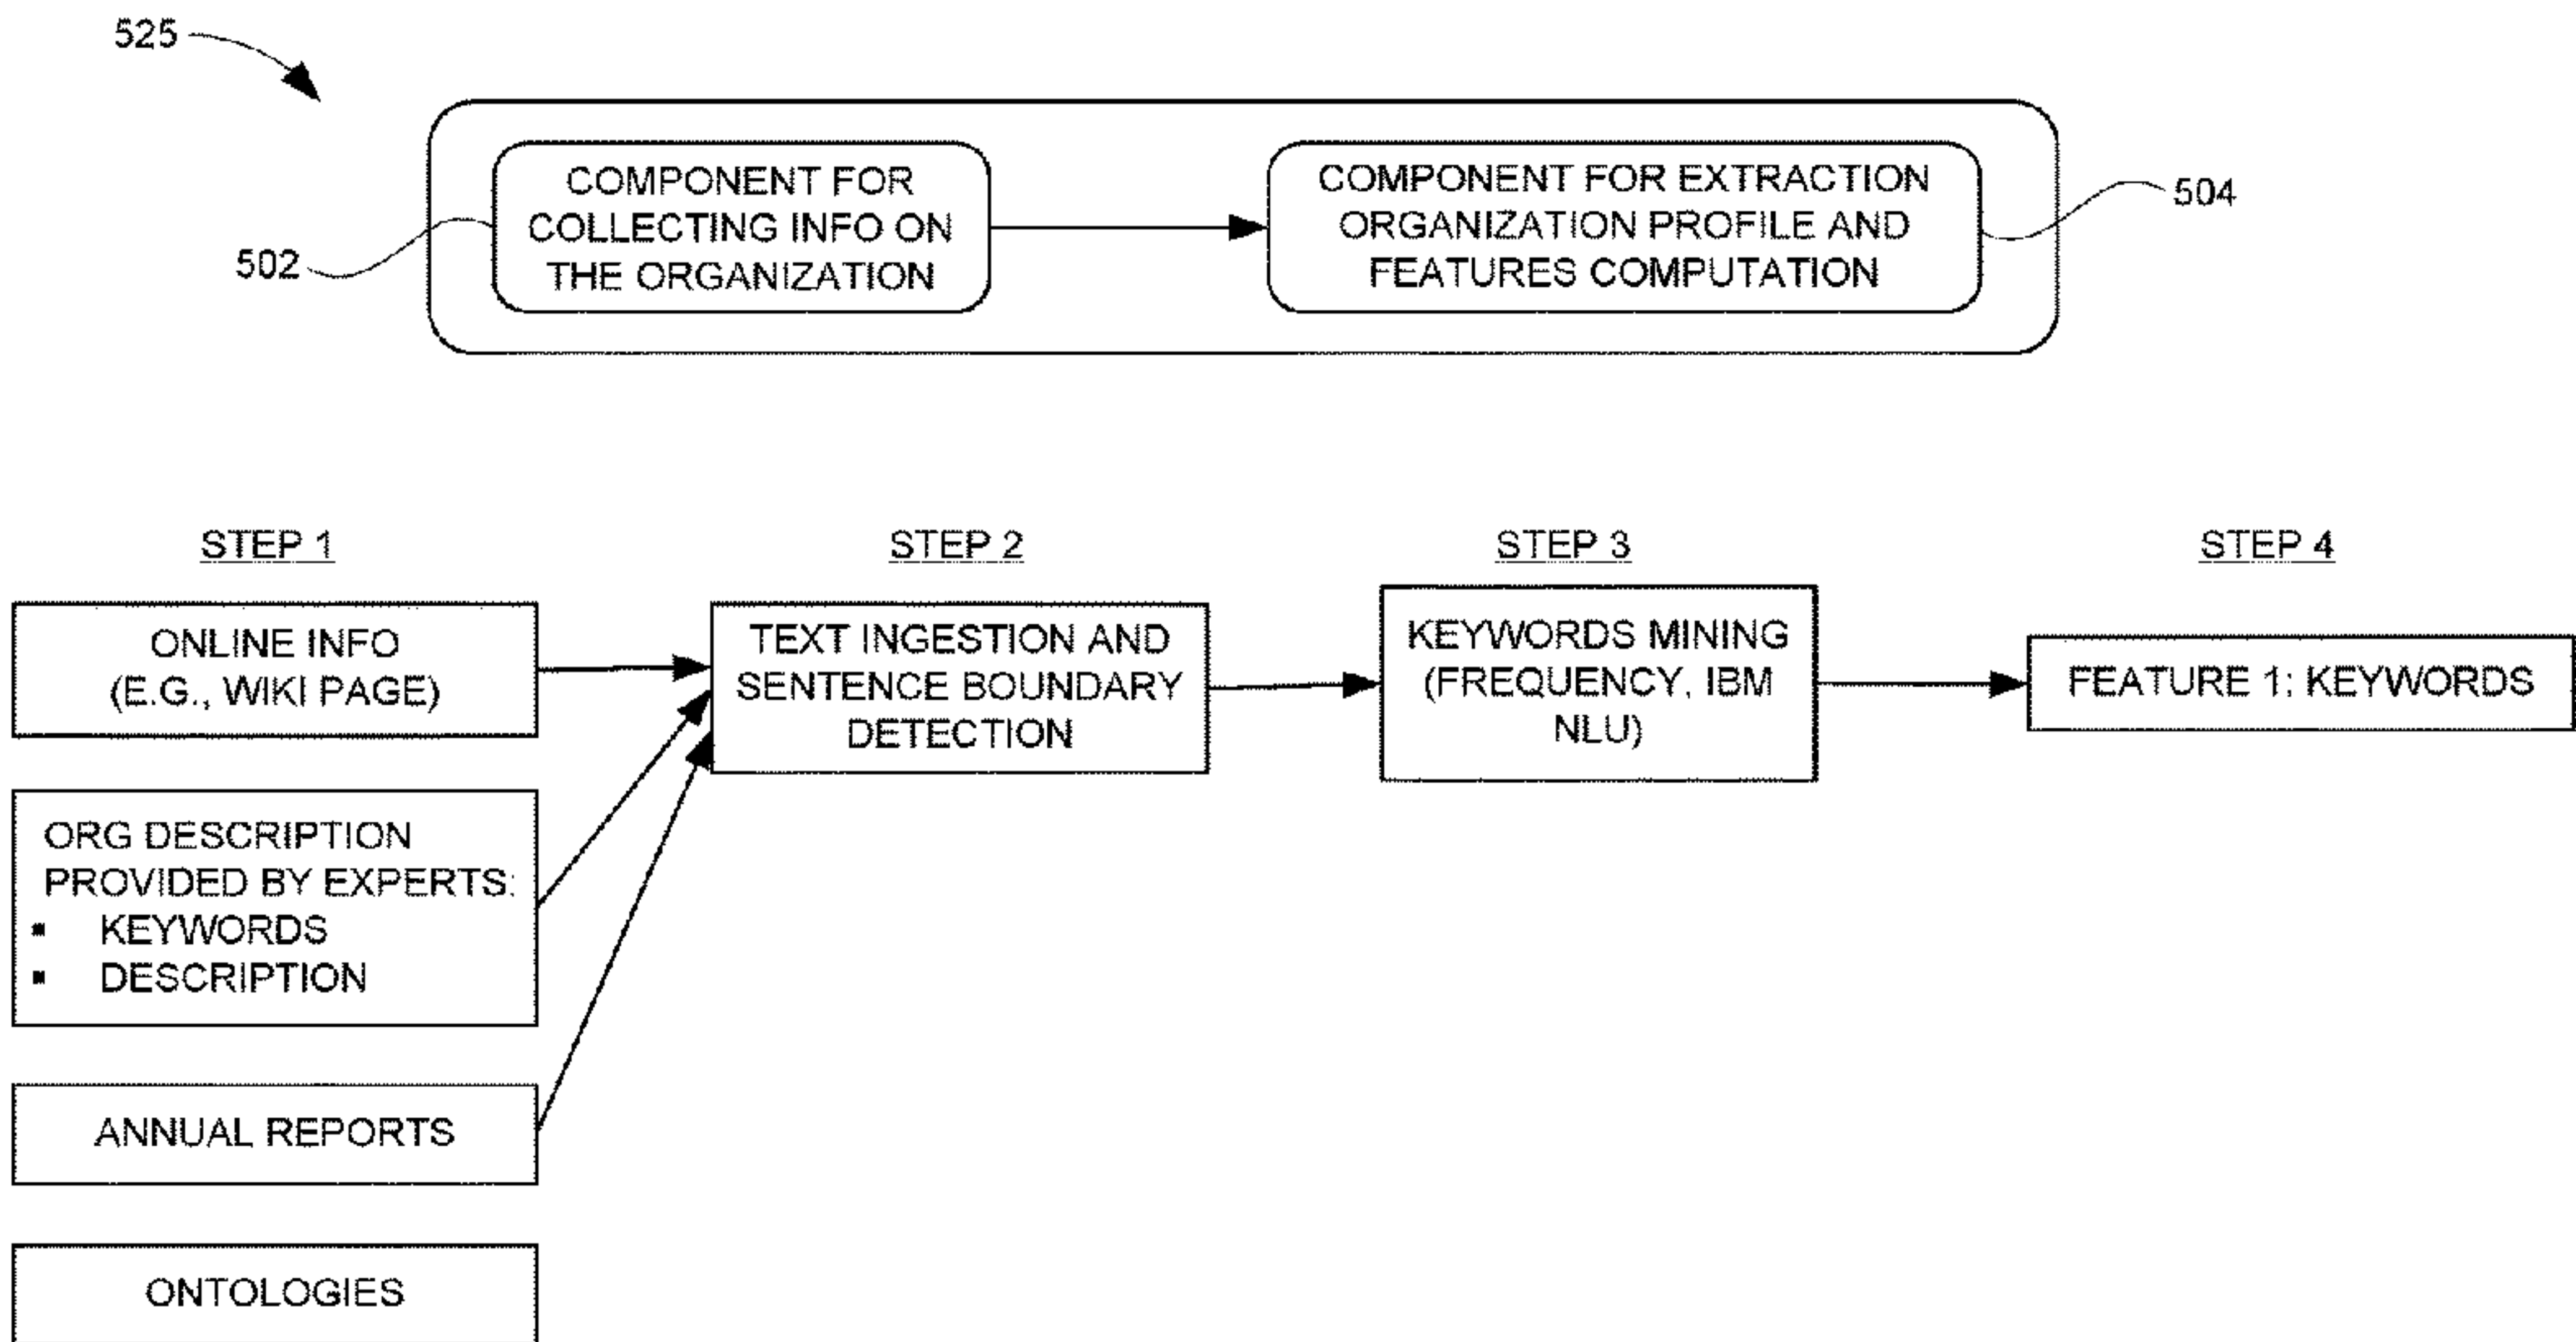 525
COMPONENT FOR
COLLECTING INFO ON
THE ORGANIZATION
502
COMPONENT FOR EXTRACTION
ORGANIZATION PROFILE AND
FEATURES COMPUTATION
504
STEP 1
STEP 2
STEP 3
STEP 4
ONLINE INFO
(E.G., WIKI PAGE)
TEXT INGESTION AND
SENTENCE BOUNDARY
DETECTION
KEYWORDS MINING
(FREQUENCY, IBM
NLU)
FEATURE 1: KEYWORDS
ORG DESCRIPTION
PROVIDED BY EXPERTS:
▪ KEYWORDS
▪ DESCRIPTION
ANNUAL REPORTS
ONTOLOGIES